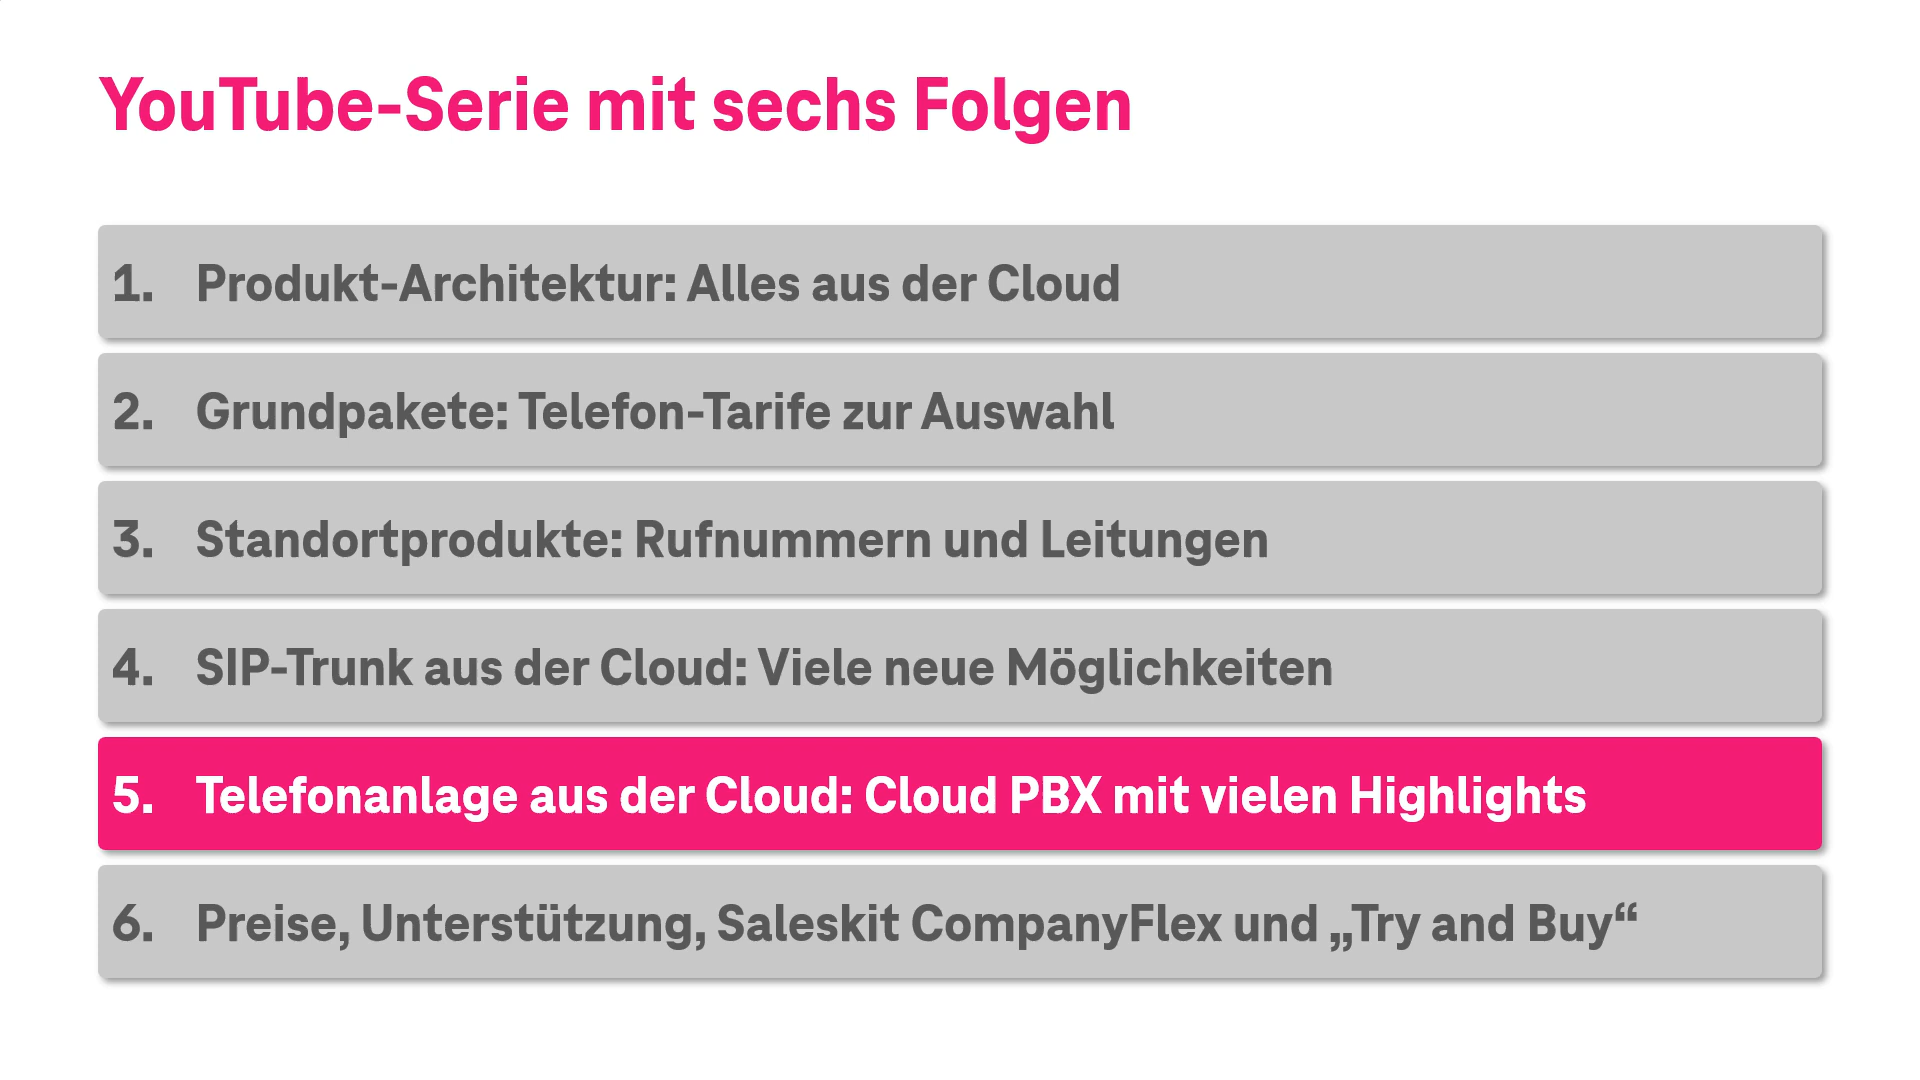 YouTube-Serie mit sechs Folgen
1. Produkt-Architektur: Alles aus der Cloud
2. Grundpakete: Telefon-Tarife zur Auswahl
3. Standortprodukte: Rufnummern und Leitungen
4. SIP-Trunk aus der Cloud: Viele neue Möglichkeiten
5. Telefonanlage aus der Cloud: Cloud PBX mit vielen Highlights
6. Preise, Unterstützung, Saleskit CompanyFlex und „Try and Buy“